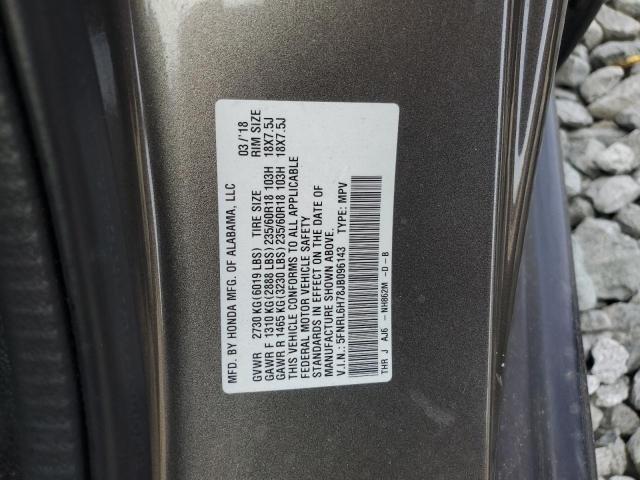 MFD. BY HONDA MFG. OF ALABAMA, LLC 03/'18
GVWR 2730 KG(6019 LBS) TIRE SIZE RIM SIZE
GAWR F 1310 KG(2888 LBS)235/60R18 103H 18X7.5J
GAWR R 1465 KG(3230 LBS)235/60R18 103H 18X7.5J
THIS VEHICLE CONFORMS TO ALL APPLICABLE
FEDERAL MOTOR VEHICLE SAFETY
STANDARDS IN EFFECT ON THE DATE OF
MANUFACTURE SHOWN ABOVE.
V.I.N.: 5FNRL6H78JB096143 TYPE: MPV
THR J AJ6 -NH862M -D-B